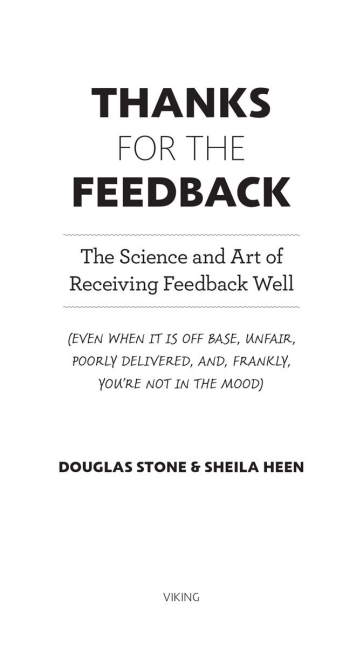 THANKS
FOR THE
FEEDBACK
The Science and Art of
Receiving Feedback Well
(EVEN WHEN IT IS OFF BASE, UNFAIR,
POORLY DELIVERED, AND, FRANKLY,
YOU'RE NOT IN THE MOOD)
DOUGLAS STONE & SHEILA HEEN
VIKING